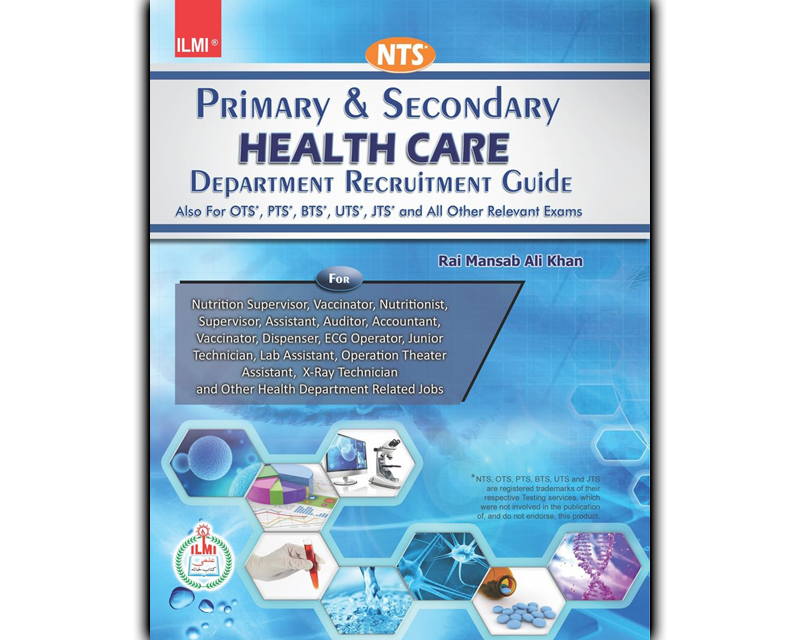 ILMI ®
NTS*
PRIMARY & SECONDARY
HEALTH CARE
DEPARTMENT RECRUITMENT GUIDE
Also For OTS*, PTS*, BTS*, UTS*, JTS* and All Other Relevant Exams
Rai Mansab Ali Khan
FOR
Nutrition Supervisor, Vaccinator, Nutritionist,
Supervisor, Assistant, Auditor, Accountant,
Vaccinator, Dispenser, ECG Operator, Junior
Technician, Lab Assistant, Operation Theater
Assistant, X-Ray Technician
and Other Health Department Related Jobs
*NTS, OTS, PTS, BTS, UTS and JTS
are registered trademarks of their
respective Testing services, which
were not involved in the publication
of, and do not endorse, this product.
ILMI
علمی
کتاب خانہ